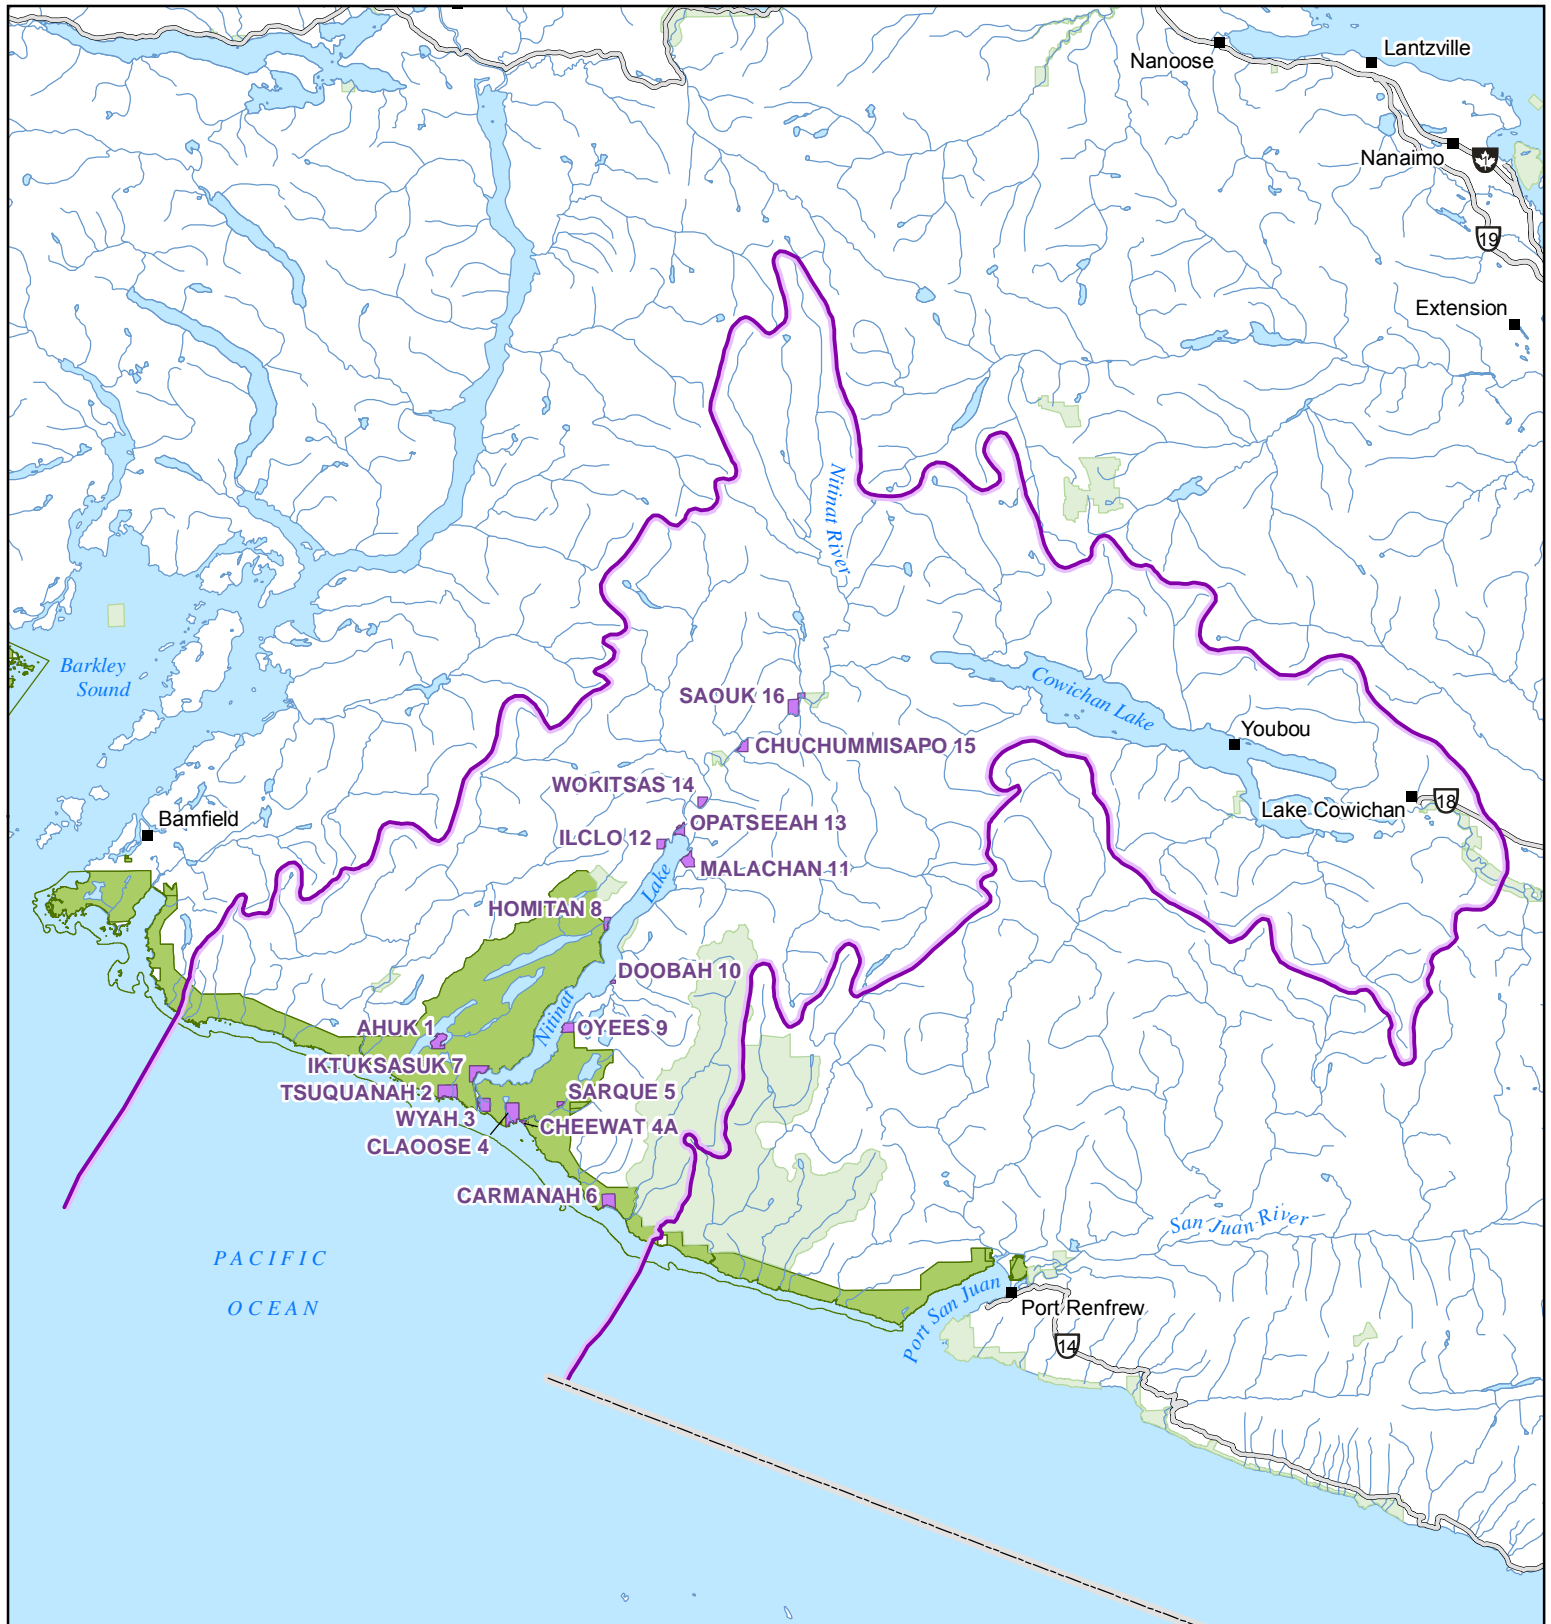 Lantzville
Nanoose
Nanaimo
1
19
Extension
Nitinat River
Barkley
Sound
SAOUK 16
Cowichan Lake
Youbou
CHUCHUMMISAPO 15
WOKITSAS 14
18
Lake Cowichan
Bamfield
OPATSEEAH 13
ILCLO 12
MALACHAN 11
HOMITAN 8
DOOBAH 10
Nitinat Lake
AHUK 1
OYEES 9
IKTUKSASUK 7
TSUQUANAH 2
SARQUE 5
WYAH 3
CHEEWAT 4A
CLAOOSE 4
CARMANAH 6
San Juan River
PACIFIC
OCEAN
Port San Juan
Port Renfrew
14